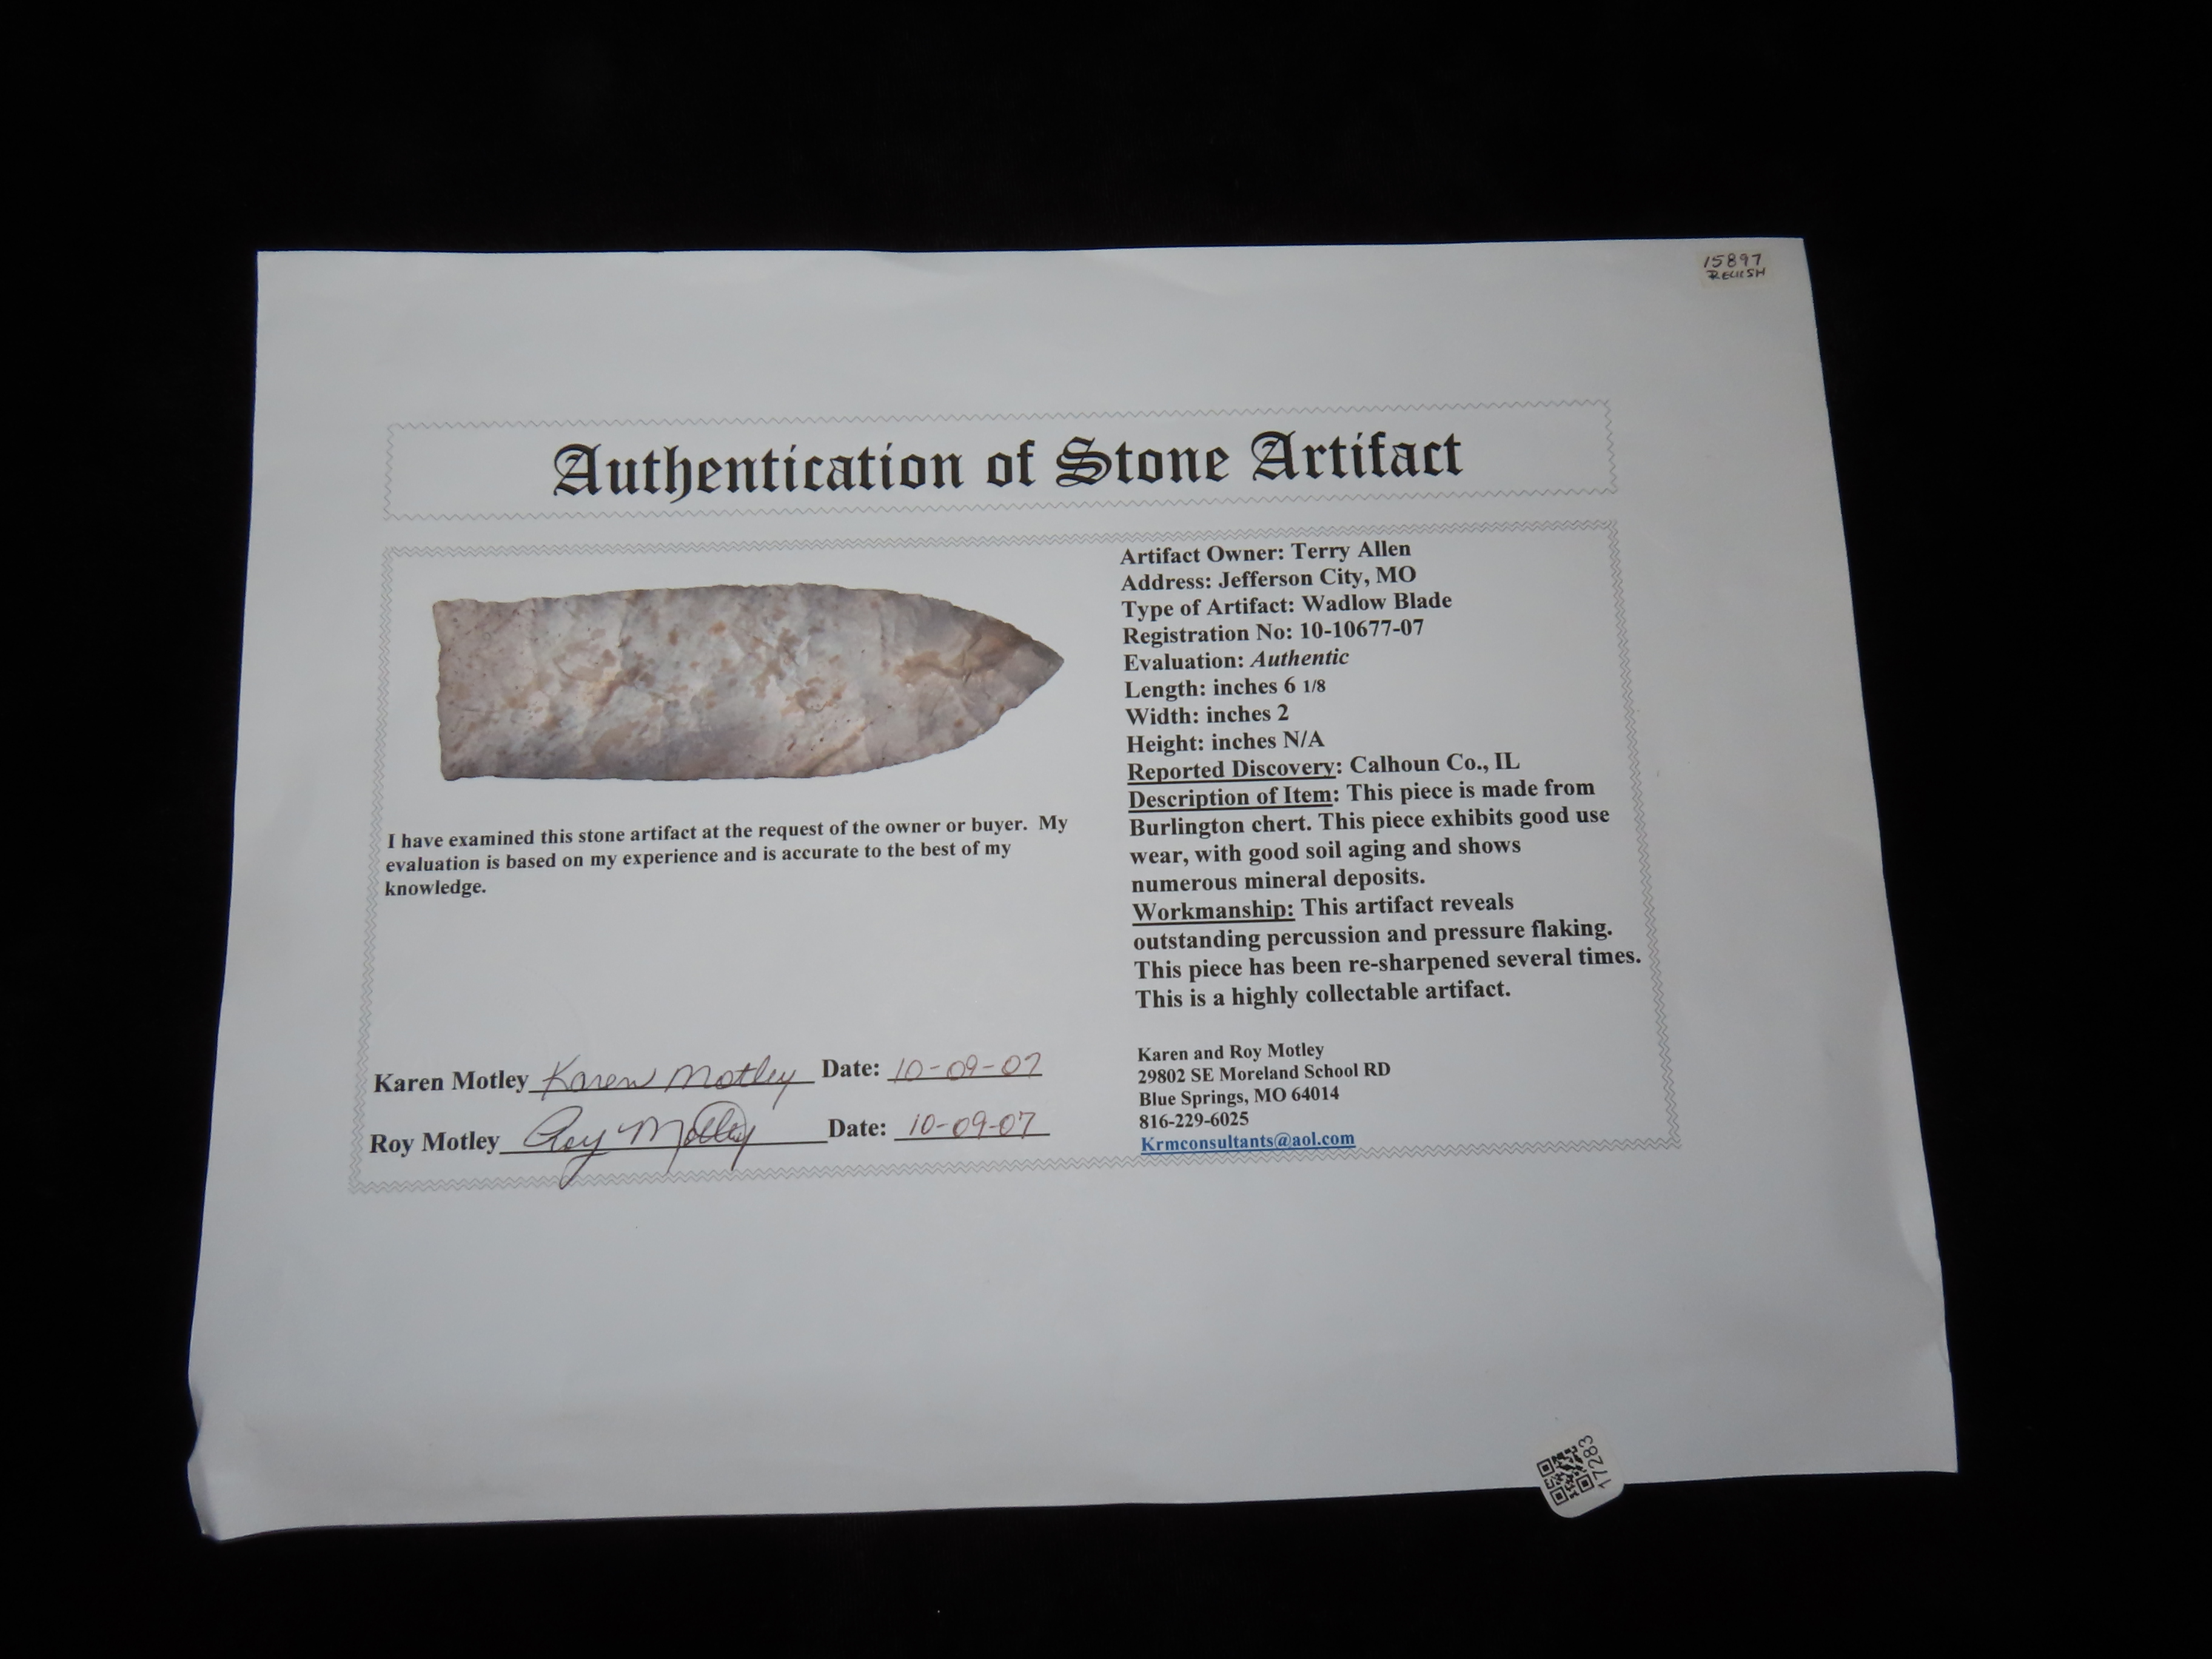 15897
RELISH
Authentication of Stone Artifact
Artifact Owner: Terry Allen
Address: Jefferson City, MO
Type of Artifact: Wadlow Blade
Registration No: 10-10677-07
Evaluation: Authentic
Length: inches 6 1/8
Width: inches 2
Height: inches N/A
Reported Discovery: Calhoun Co., IL
Description of Item: This piece is made from
Burlington chert. This piece exhibits good use
wear, with good soil aging and shows
numerous mineral deposits.
Workmanship: This artifact reveals
outstanding percussion and pressure flaking.
This piece has been re-sharpened several times.
This is a highly collectable artifact.
I have examined this stone artifact at the request of the owner or buyer. My
evaluation is based on my experience and is accurate to the best of my
knowledge.
Karen Motley Karen Motley Date: 10-09-07
Roy Motley Roy Motley Date: 10-09-07
Karen and Roy Motley
29802 SE Moreland School RD
Blue Springs, MO 64014
816-229-6025
Krmconsultants@aol.com
17283